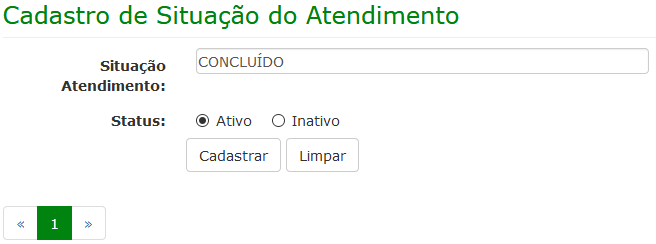 Cadastro de Situação do Atendimento
Situação Atendimento: CONCLUÍDO
Status: Ativo Inativo
Cadastrar Limpar
« 1 »